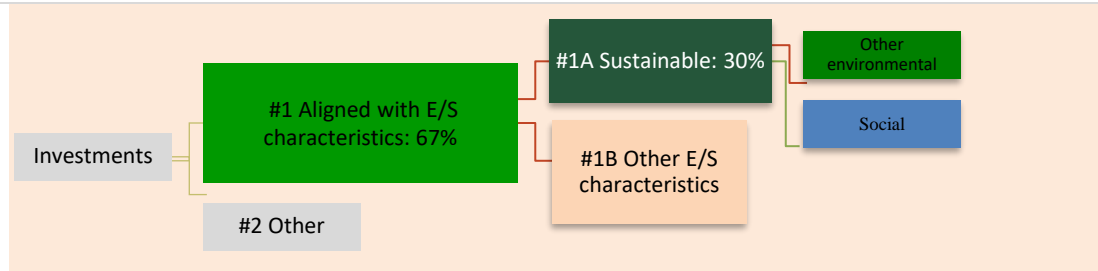 Investments
#1 Aligned with E/S
characteristics: 67%
#2 Other
#1A Sustainable: 30%
#1B Other E/S
characteristics
Other
environmental
Social